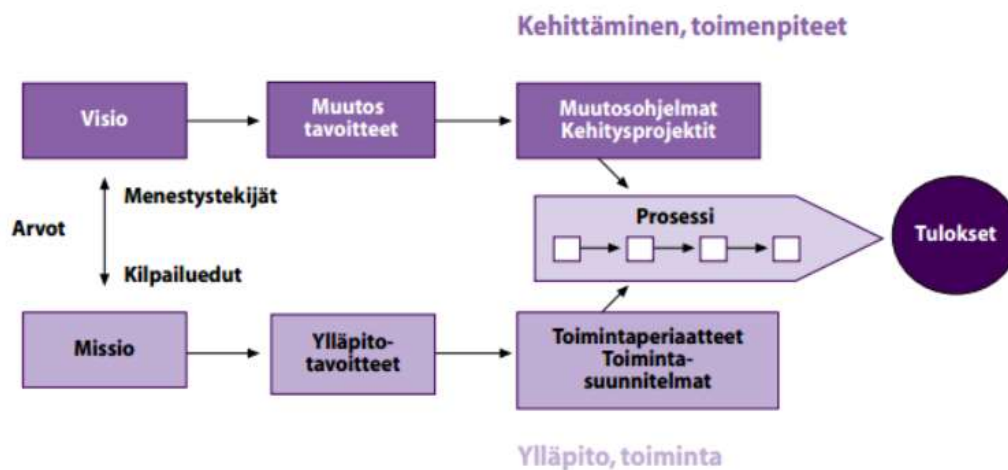 Kehittäminen, toimenpiteet
Visio
Muutos
tavoitteet
Muutosohjelmat
Kehitysprojektit
Menestystekijät
Arvot
Kilpailuedut
Prosessi
Tulokset
Missio
Ylläpito-
tavoitteet
Toimintaperiaatteet
Toiminta-
suunnitelmat
Ylläpito, toiminta